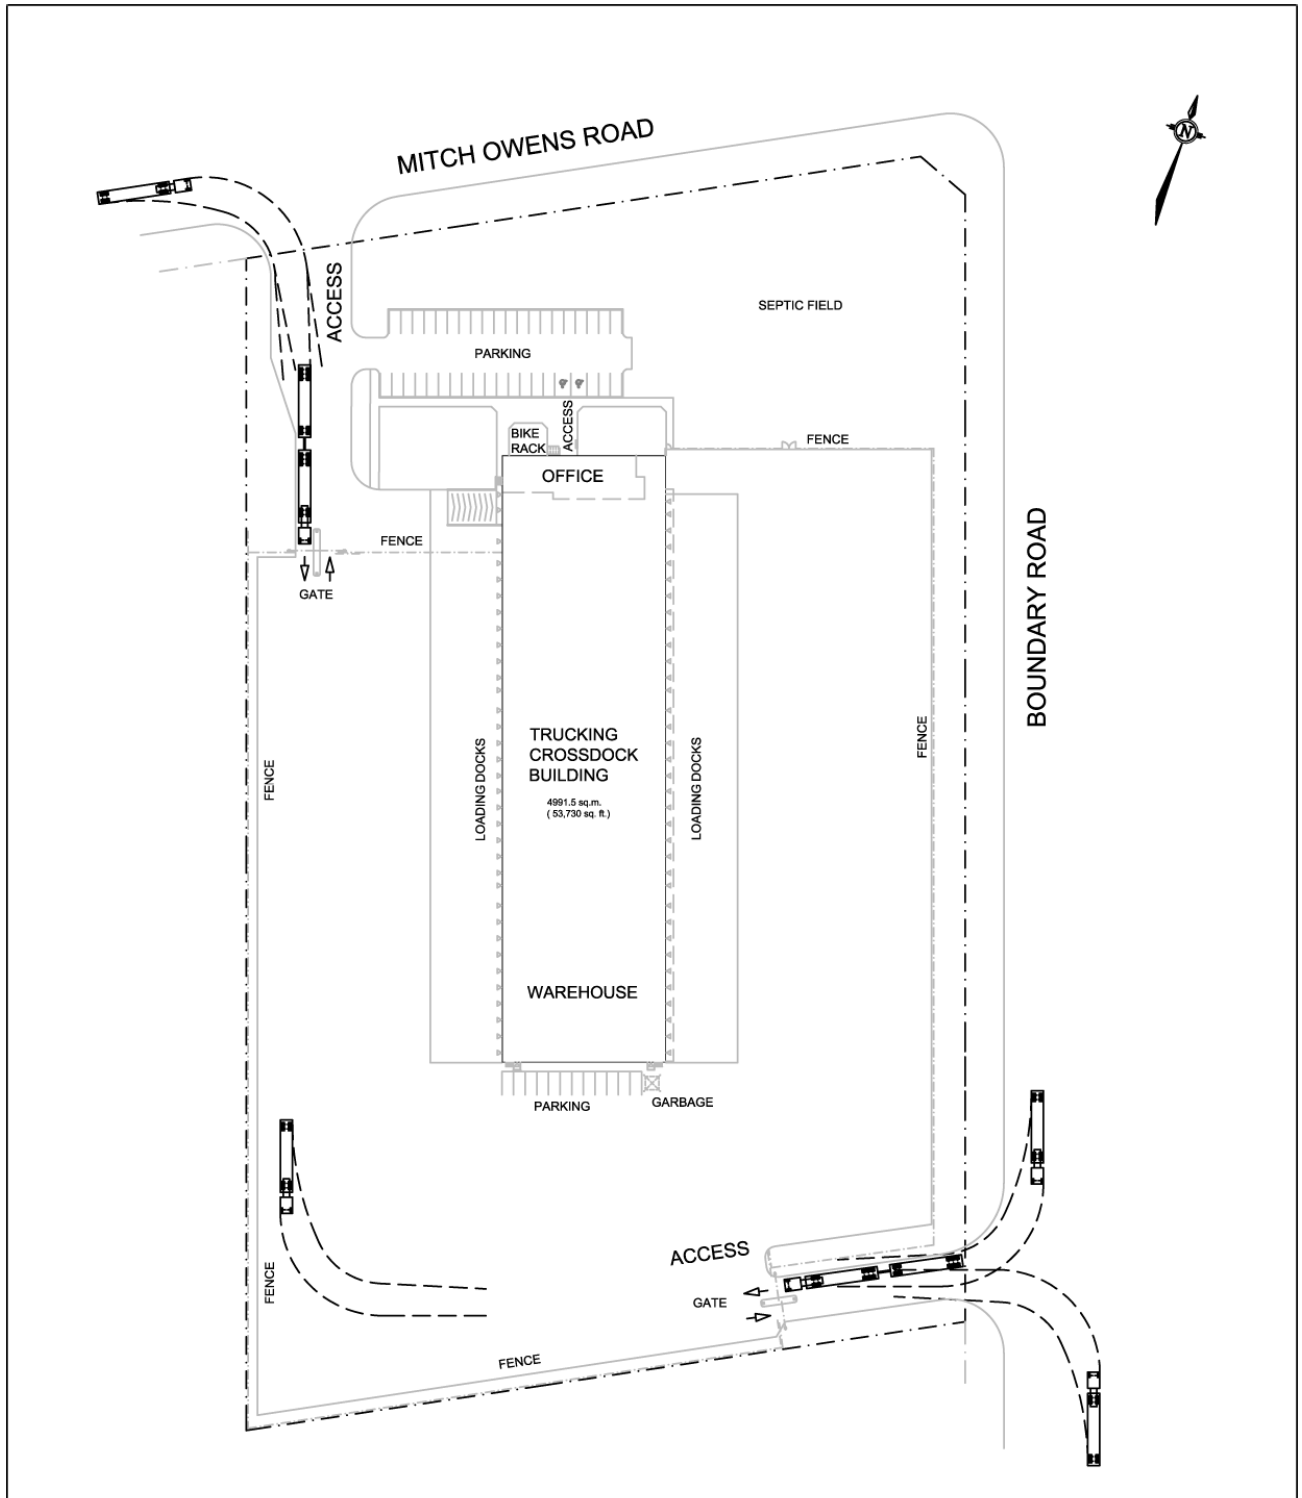 MITCH OWENS ROAD
N
ACCESS
SEPTIC FIELD
PARKING
ACCESS
BIKE
RACK
FENCE
OFFICE
FENCE
GATE
BOUNDARY ROAD
FENCE
FENCE
LOADING DOCKS
TRUCKING
CROSSDOCK
BUILDING
4991.5 sq.m.
( 53,730 sq. ft.)
LOADING DOCKS
WAREHOUSE
PARKING
GARBAGE
ACCESS
FENCE
GATE
FENCE